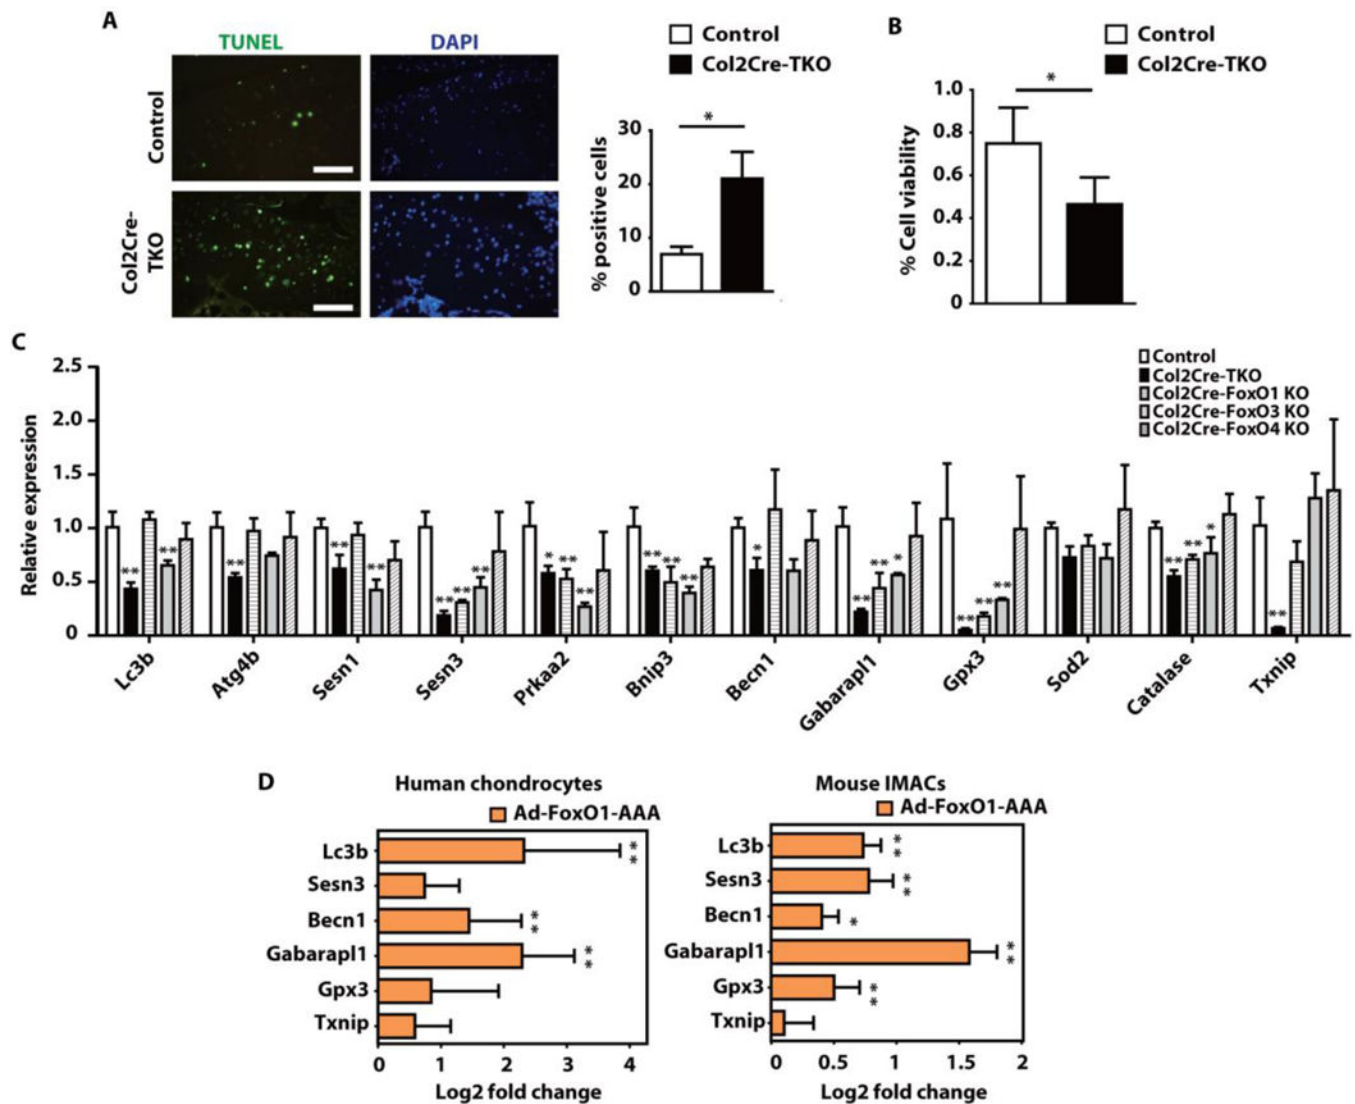 A
TUNEL
DAPI
Control
Col2Cre-
TKO
Control
Col2Cre-TKO
*
% positive cells
30
20
10
0
B
Control
Col2Cre-TKO
*
% Cell viability
1.0
0.8
0.6
0.4
0.2
0
C
Control
Col2Cre-TKO
Col2Cre-FoxO1 KO
Col2Cre-FoxO3 KO
Col2Cre-FoxO4 KO
Relative expression
2.5
2.0
1.5
1.0
0.5
0
** ** ** ** ** ** ** ** * ** ** ** ** ** * ** ** * ** ** ** ** ** * **
Lc3b Atg4b Sesn1 Sesn3 Prkaa2 Bnip3 Becn1 Gabarapl1 Gpx3 Sod2 Catalase Txnip
D
Human chondrocytes
Ad-FoxO1-AAA
Lc3b **
Sesn3
Becn1 **
Gabarapl1 **
Gpx3
Txnip
0 1 2 3 4
Log2 fold change
Mouse IMACs
Ad-FoxO1-AAA
Lc3b **
Sesn3 **
Becn1 *
Gabarapl1 **
Gpx3 **
Txnip
0 0.5 1 1.5 2
Log2 fold change